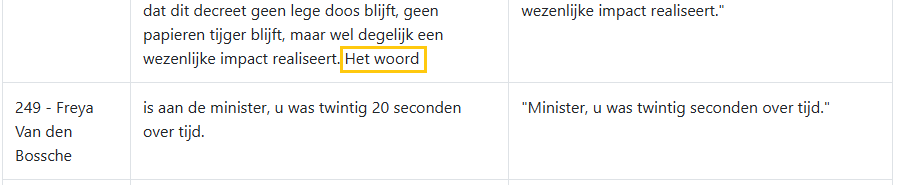 dat dit decreet geen lege doos blijft, geen
papieren tijger blijft, maar wel degelijk een
wezenlijke impact realiseert. Het woord
wezenlijke impact realiseert."
249 - Freya
Van den
Bossche
is aan de minister, u was twintig 20 seconden
over tijd.
"Minister, u was twintig seconden over tijd."